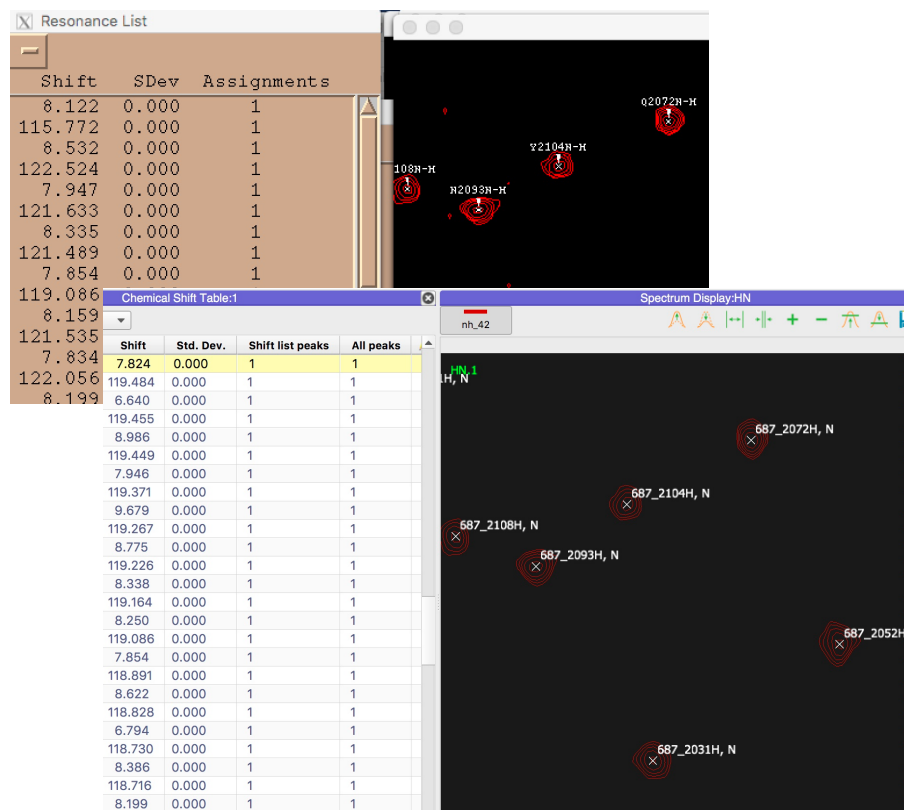 Resonance List
Shift SDev Assignments
8.122 0.000 1
115.772 0.000 1
8.532 0.000 1
122.524 0.000 1
7.947 0.000 1
121.633 0.000 1
8.335 0.000 1
121.489 0.000 1
7.854 0.000 1
119.086
8.159
121.535
7.834
122.056
8.199
Q2072N-H
Y2104N-H
108N-H
N2093N-H
Chemical Shift Table:1
Shift Std. Dev. Shift list peaks All peaks
7.824 0.000 1 1
119.484 0.000 1 1
6.640 0.000 1 1
119.455 0.000 1 1
8.986 0.000 1 1
119.449 0.000 1 1
7.946 0.000 1 1
119.371 0.000 1 1
9.679 0.000 1 1
119.267 0.000 1 1
8.775 0.000 1 1
119.226 0.000 1 1
8.338 0.000 1 1
119.164 0.000 1 1
8.250 0.000 1 1
119.086 0.000 1 1
7.854 0.000 1 1
118.891 0.000 1 1
8.622 0.000 1 1
118.828 0.000 1 1
6.794 0.000 1 1
118.730 0.000 1 1
8.386 0.000 1 1
118.716 0.000 1 1
8.199 0.000 1 1
Spectrum Display:HN
nh_42
HN.1
1H, N
687_2072H, N
687_2104H, N
687_2108H, N
687_2093H, N
687_2052H
687_2031H, N